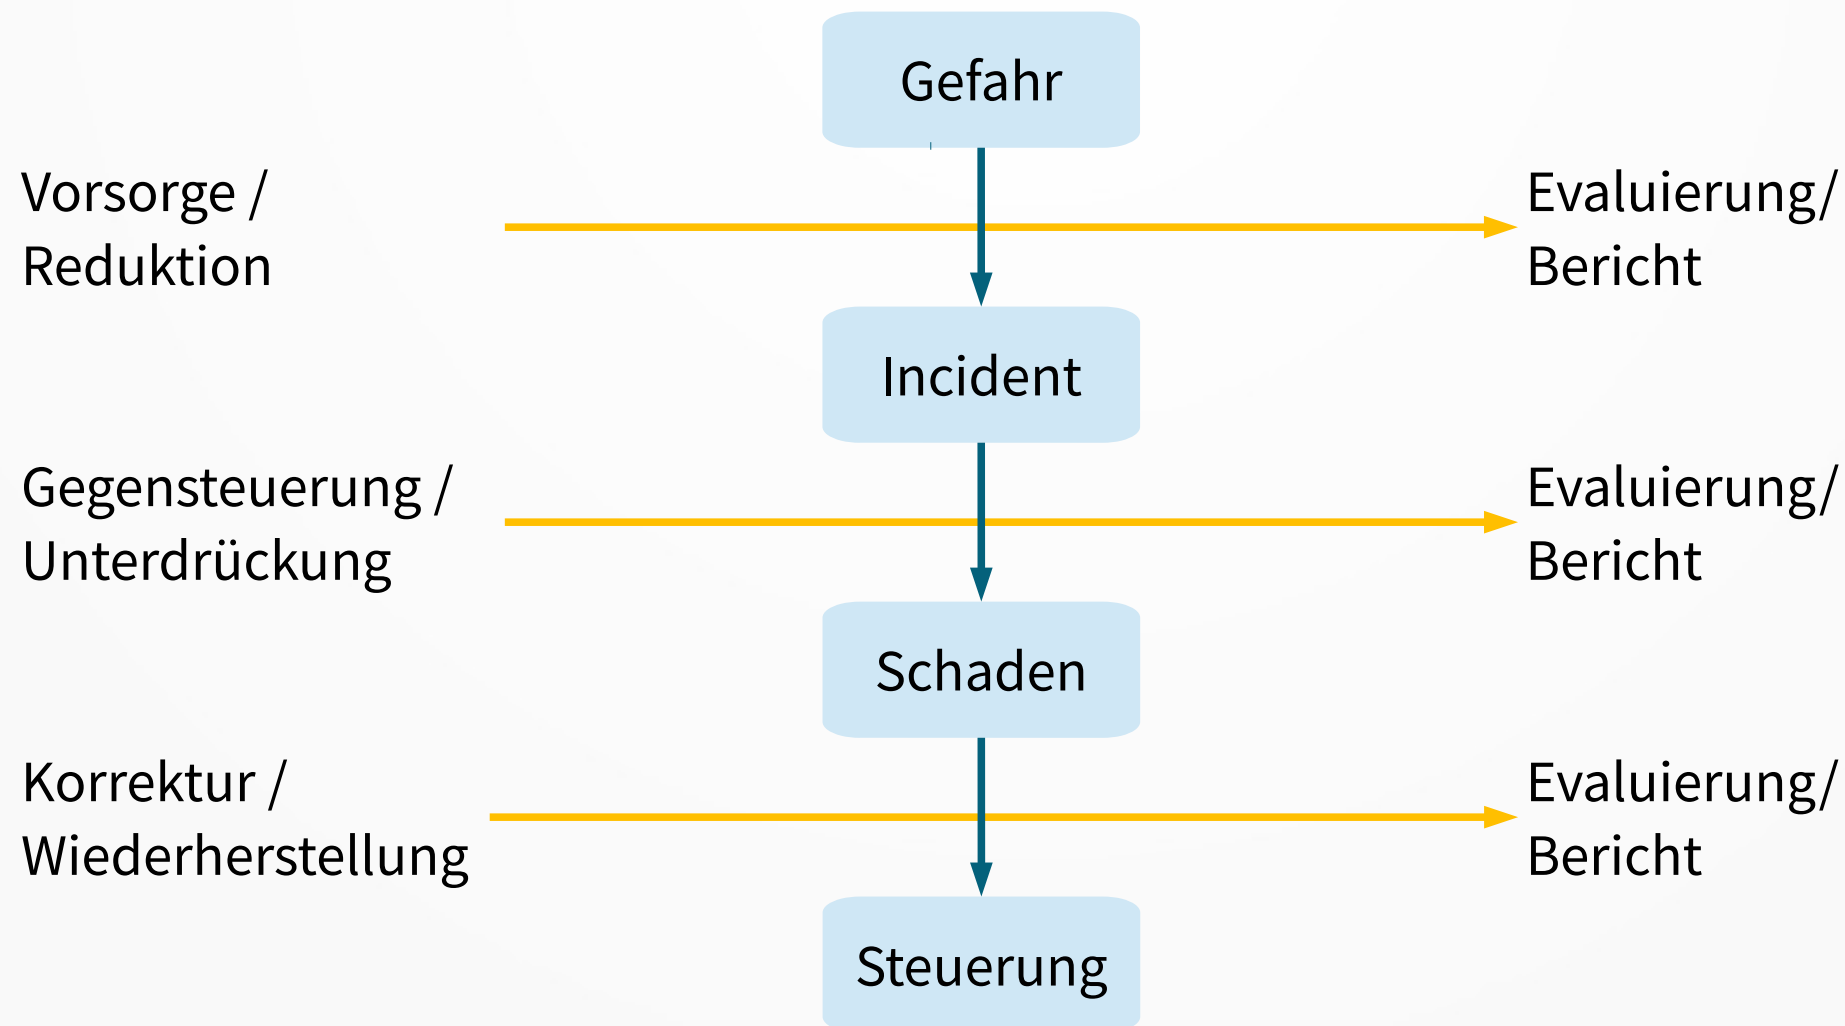 Gefahr
Vorsorge /
Reduktion
Evaluierung/
Bericht
Incident
Gegensteuerung /
Unterdrückung
Evaluierung/
Bericht
Schaden
Korrektur /
Wiederherstellung
Evaluierung/
Bericht
Steuerung